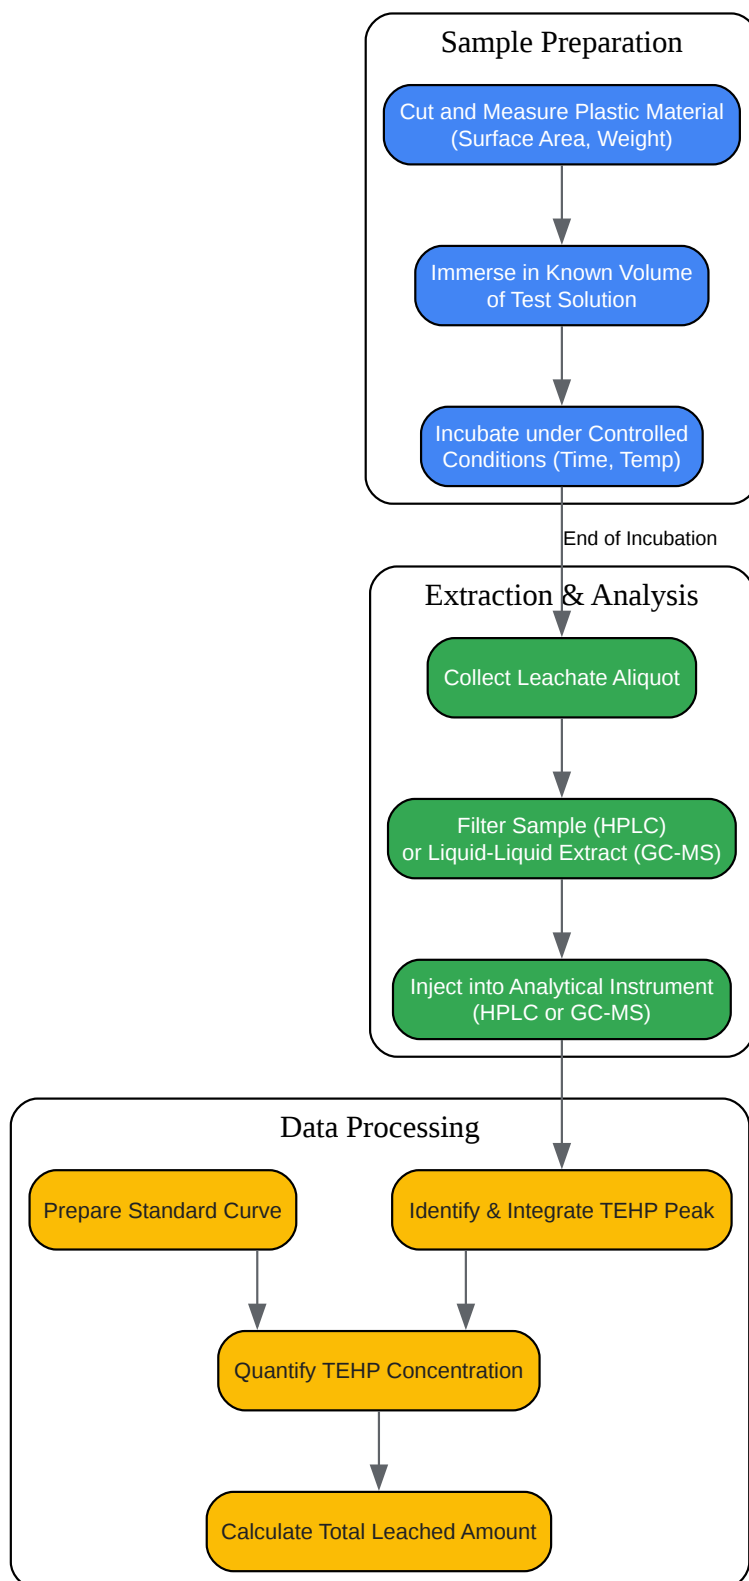 Sample Preparation
Cut and Measure Plastic Material
(Surface Area, Weight)
Immerse in Known Volume
of Test Solution
Incubate under Controlled
Conditions (Time, Temp)
End of Incubation
Extraction & Analysis
Collect Leachate Aliquot
Filter Sample (HPLC)
or Liquid-Liquid Extract (GC-MS)
Inject into Analytical Instrument
(HPLC or GC-MS)
Data Processing
Prepare Standard Curve
Identify & Integrate TEHP Peak
Quantify TEHP Concentration
Calculate Total Leached Amount